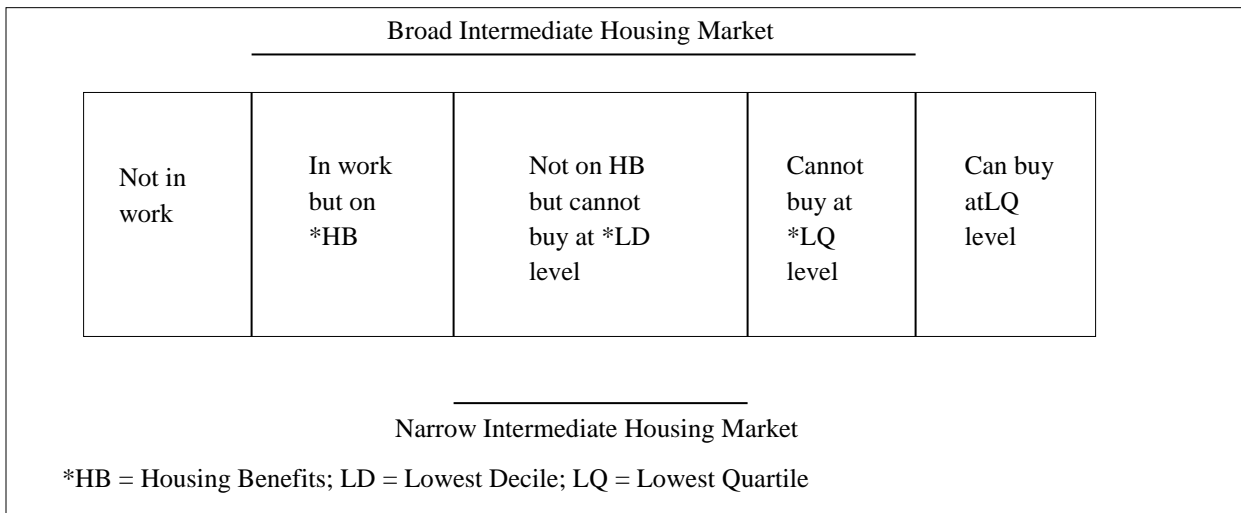 Broad Intermediate Housing Market
Not in
work
In work
but on
*HB
Not on HB
but cannot
buy at *LD
level
Cannot
buy at
*LQ
level
Can buy
atLQ
level
Narrow Intermediate Housing Market
*HB = Housing Benefits; LD = Lowest Decile; LQ = Lowest Quartile